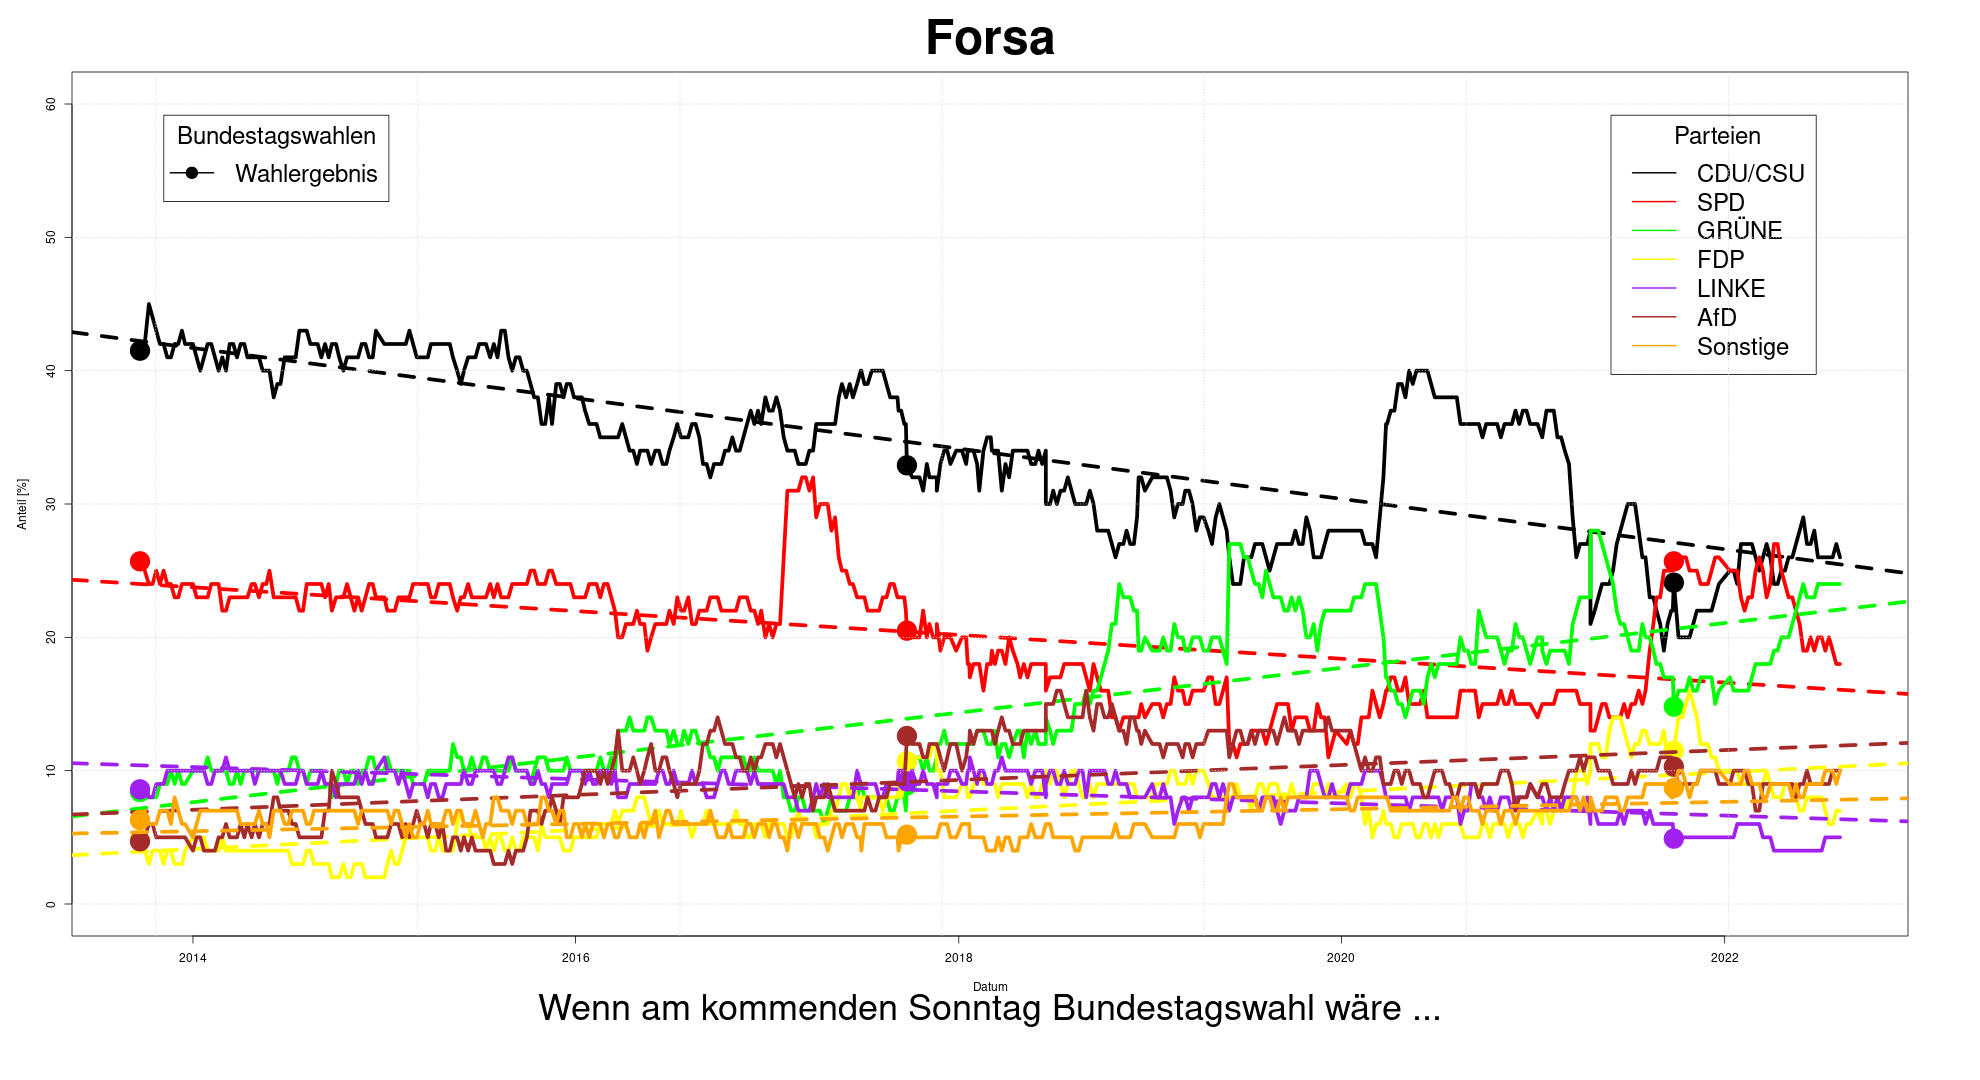 Forsa
Bundestagswahlen
Wahlergebnis
Parteien
CDU/CSU
SPD
GRÜNE
FDP
LINKE
AfD
Sonstige
Anteil [%]
60
50
40
30
20
10
0
2014 2016 2018 2020 2022
Datum
Wenn am kommenden Sonntag Bundestagswahl wäre ...